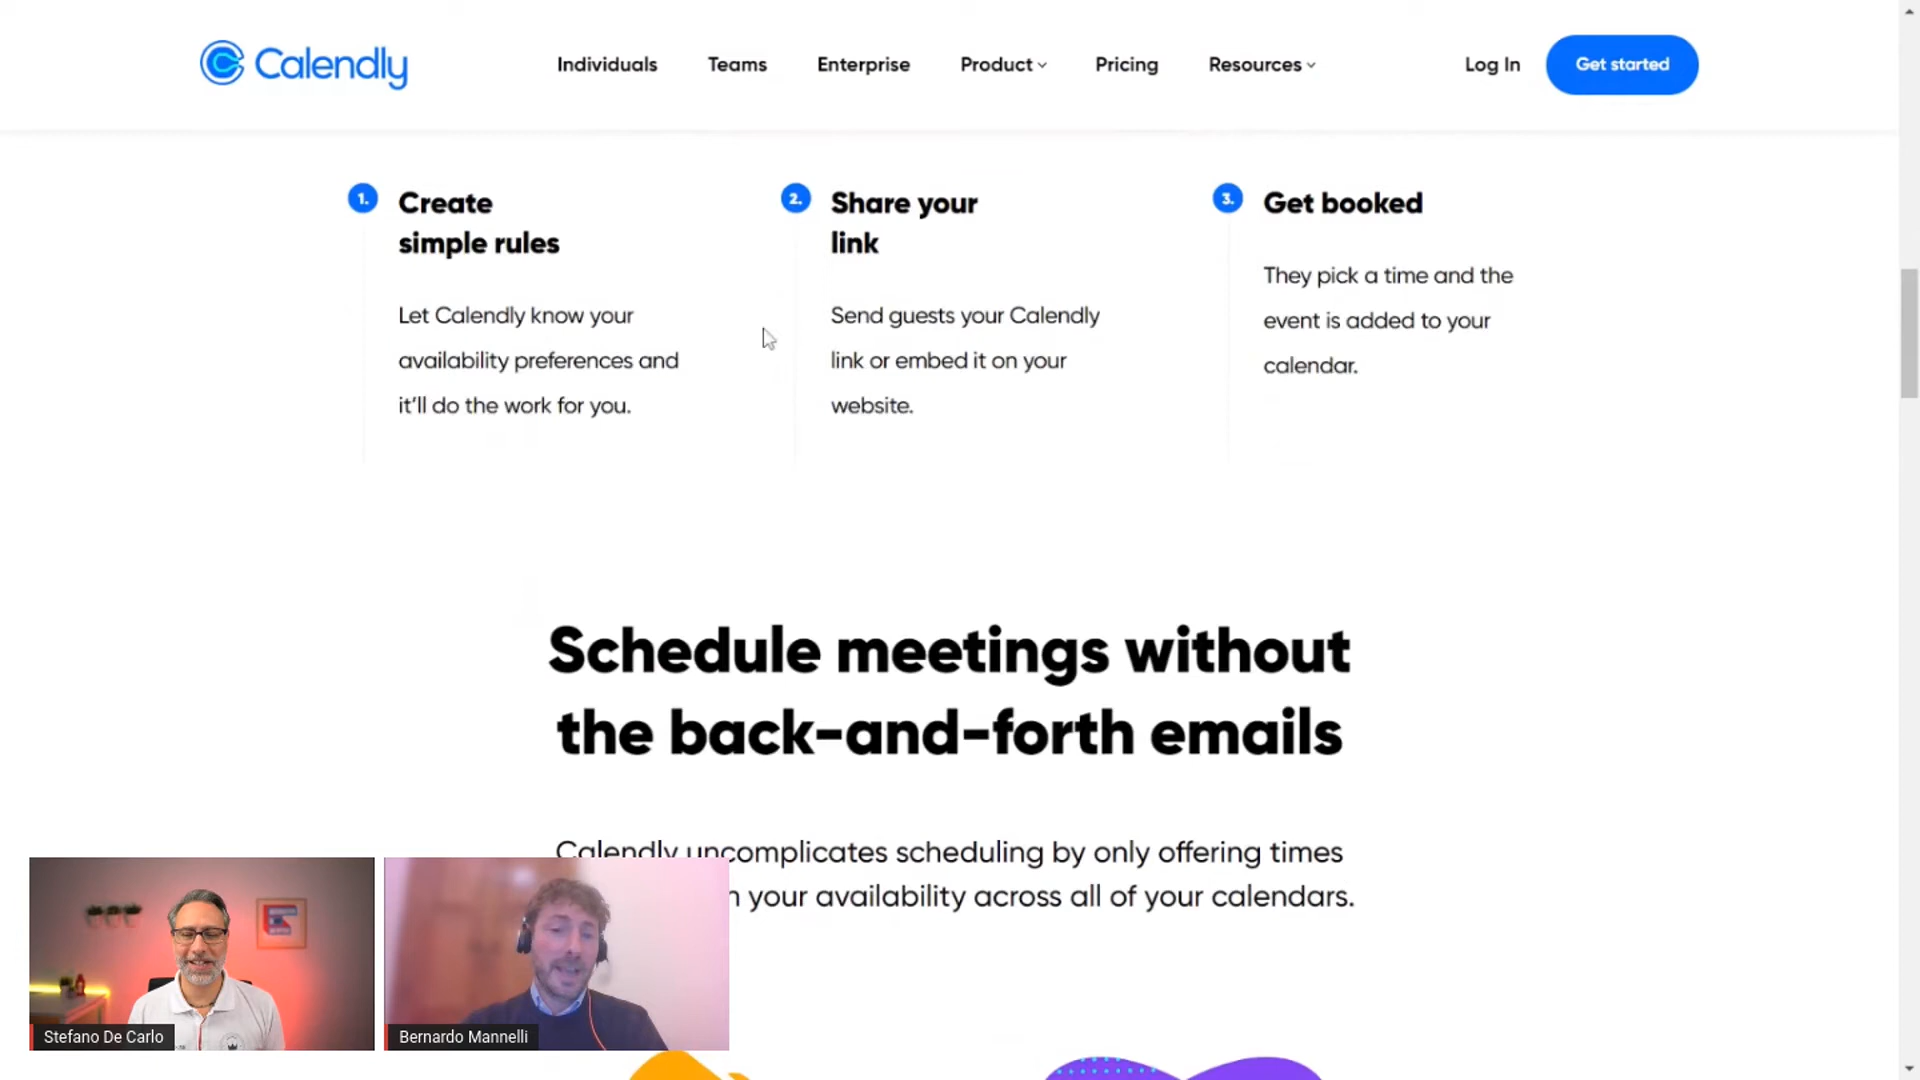 Calendly
Individuals
Teams
Enterprise
Product
Pricing
Resources
Log In
Get started
1.
Create
simple rules
Let Calendly know your
availability preferences and
it'll do the work for you.
2.
Share your
link
Send guests your Calendly
link or embed it on your
website.
3.
Get booked
They pick a time and the
event is added to your
calendar.
Schedule meetings without
the back-and-forth emails
Calendly uncomplicates scheduling by only offering times
your availability across all of your calendars.
Stefano De Carlo
Bernardo Mannelli